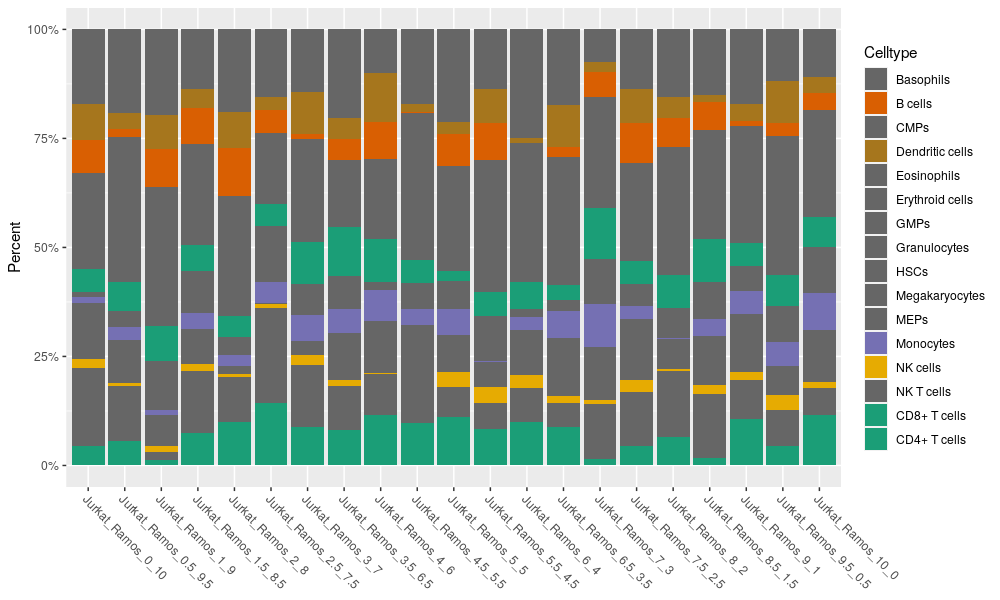 100%
75%
50%
25%
0%
Percent
Jurkat_Ramos_0_10
Jurkat_Ramos_0.5_9.5
Jurkat_Ramos_1_9
Jurkat_Ramos_1.5_8.5
Jurkat_Ramos_2_8
Jurkat_Ramos_2.5_7.5
Jurkat_Ramos_3_7
Jurkat_Ramos_3.5_6.5
Jurkat_Ramos_4_6
Jurkat_Ramos_4.5_5.5
Jurkat_Ramos_5_5
Jurkat_Ramos_5.5_4.5
Jurkat_Ramos_6_4
Jurkat_Ramos_6.5_3.5
Jurkat_Ramos_7_3
Jurkat_Ramos_7.5_2.5
Jurkat_Ramos_8_2
Jurkat_Ramos_8.5_1.5
Jurkat_Ramos_9_1
Jurkat_Ramos_9.5_0.5
Jurkat_Ramos_10_0
Celltype
Basophils
B cells
CMPs
Dendritic cells
Eosinophils
Erythroid cells
GMPs
Granulocytes
HSCs
Megakaryocytes
MEPs
Monocytes
NK cells
NK T cells
CD8+ T cells
CD4+ T cells